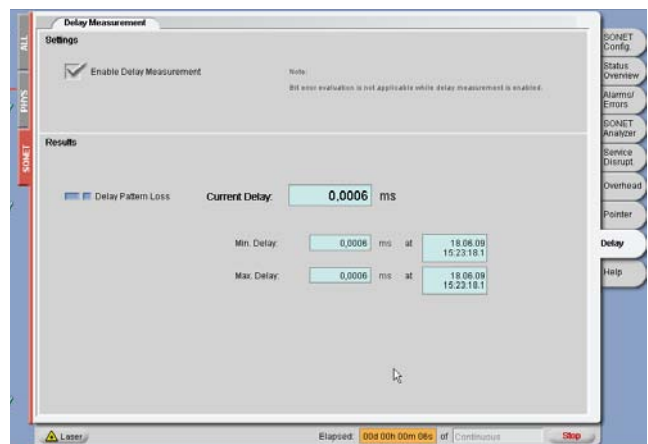 Delay Measurement
Settings
Enable Delay Measurement
Note:
Bit error evaluation is not applicable while delay measurement is enabled.
Results
Delay Pattern Loss
Current Delay: 0,0006 ms
Min. Delay: 0,0006 ms at 18.06.09 15:23:18.1
Max. Delay: 0,0006 ms at 18.06.09 15:23:18.1
ALL
PHYS
SONET
SONET Config.
Status Overview
Alarms/ Errors
SONET Analyzer
Service Disrupt.
Overhead
Pointer
Delay
Help
Laser
Elapsed: 00d 00h 00m 06s of Continuous
Stop